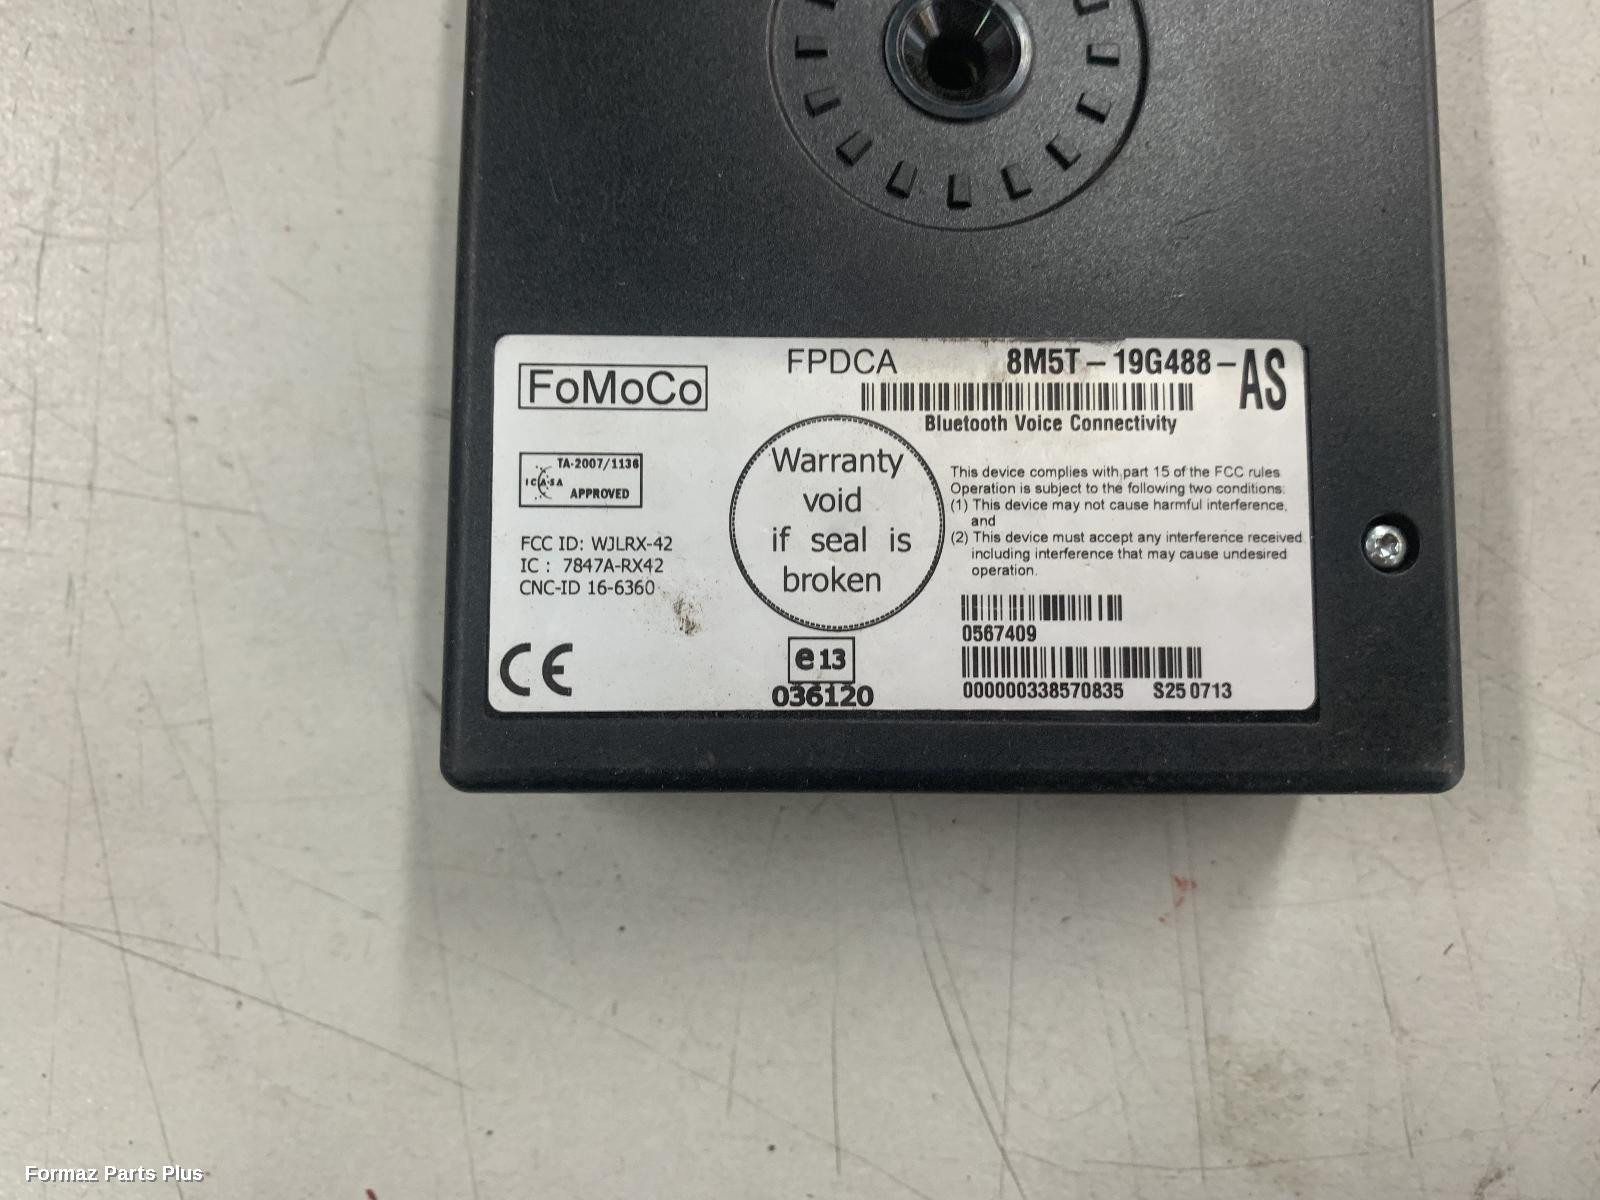 FoMoCo
FPDCA
8M5T-19G488-AS
Bluetooth Voice Connectivity
TA-2007/1136
ICASA
APPROVED
FCC ID: WJLRX-42
IC : 7847A-RX42
CNC-ID 16-6360
Warranty
void
if seal is
broken
This device complies with part 15 of the FCC rules
Operation is subject to the following two conditions:
(1) This device may not cause harmful interference,
and
(2) This device must accept any interference received
including interference that may cause undesired
operation.
0567409
000000338570835 S25 0713
CE
e13
036120
Formaz Parts Plus